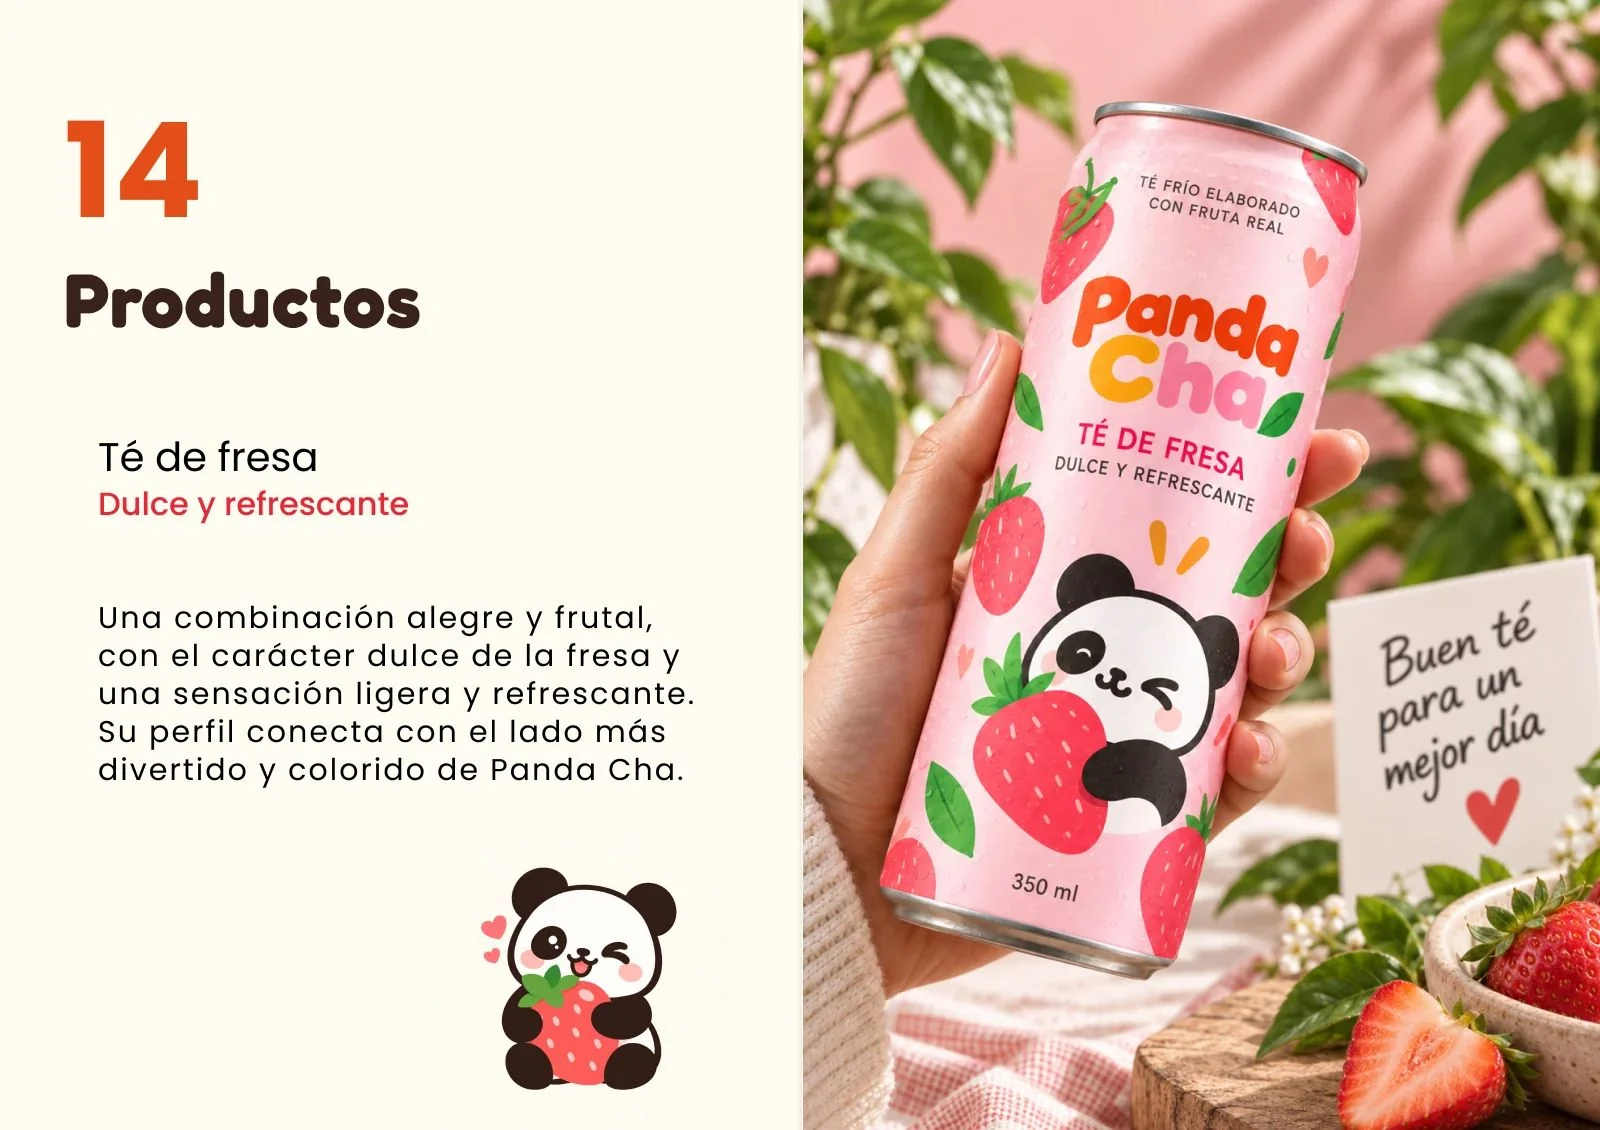 14
Productos
Té de fresa
Dulce y refrescante
Una combinación alegre y frutal,
con el carácter dulce de la fresa y
una sensación ligera y refrescante.
Su perfil conecta con el lado más
divertido y colorido de Panda Cha.
TÉ FRÍO ELABORADO
CON FRUTA REAL
Panda
Cha
TÉ DE FRESA
DULCE Y REFRESCANTE
350 ml
Buen té
para un
mejor día